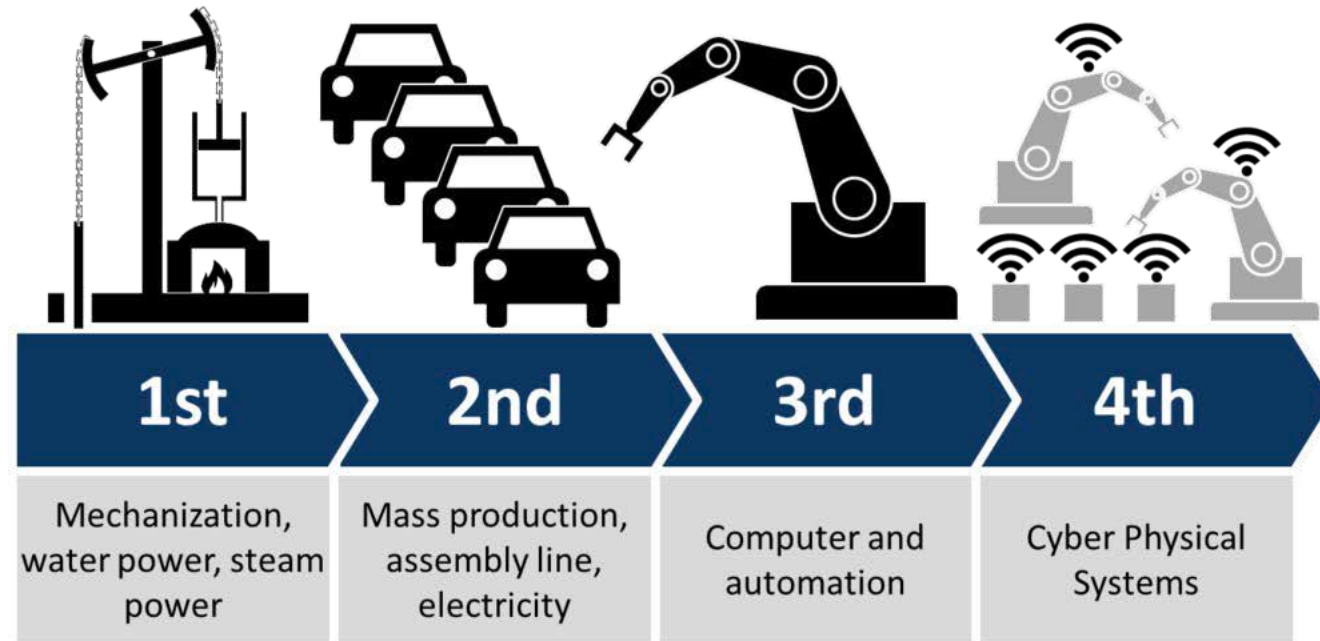 1st
2nd
3rd
4th
Mechanization,
water power, steam
power
Mass production,
assembly line,
electricity
Computer and
automation
Cyber Physical
Systems